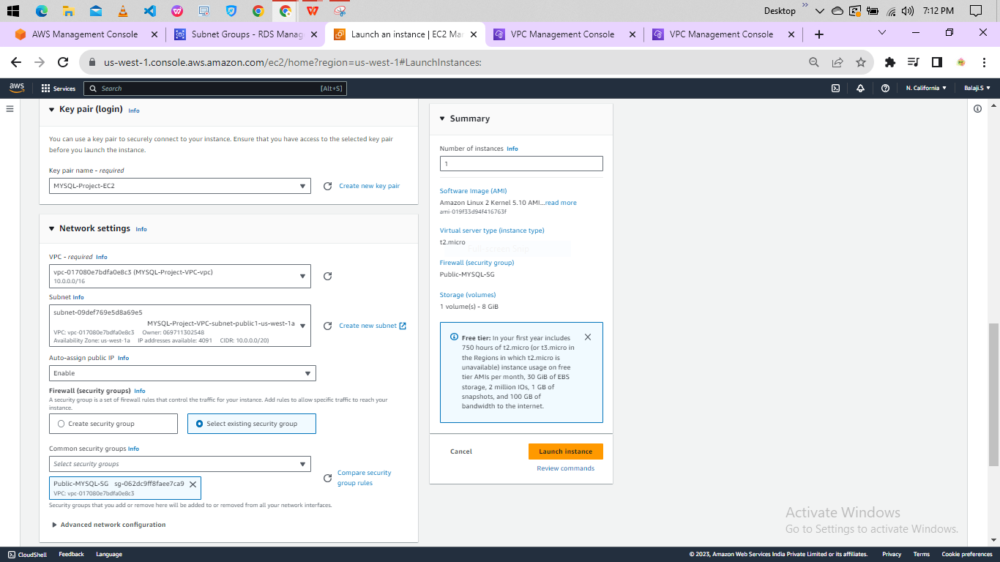 Desktop
7:12 PM
AWS Management Console
Subnet Groups - RDS Manag
Launch an instance | EC2 Mar
VPC Management Console
VPC Management Console
us-west-1.console.aws.amazon.com/ec2/home?region=us-west-1#LaunchInstances:
aws
Services
Search
[Alt+S]
N. California
Balaji.S
Key pair (login) Info
You can use a key pair to securely connect to your instance. Ensure that you have access to the selected key pair
before you launch the instance.
Key pair name - required
MYSQL-Project-EC2
Create new key pair
Network settings Info
VPC - required Info
vpc-017080e7bdfa0e8c3 (MYSQL-Project-VPC-vpc)
10.0.0.0/16
Subnet Info
subnet-09def769e5d8a69e5
MYSQL-Project-VPC-subnet-public1-us-west-1a
VPC: vpc-017080e7bdfa0e8c3 Owner: 069711302548
Availability Zone: us-west-1a IP addresses available: 4091 CIDR: 10.0.0.0/20)
Create new subnet
Auto-assign public IP Info
Enable
Firewall (security groups) Info
A security group is a set of firewall rules that control the traffic for your instance. Add rules to allow specific traffic to reach your
instance.
Create security group
Select existing security group
Common security groups Info
Select security groups
Public-MYSQL-SG sg-062dc9ff8faee7ca9
VPC: vpc-017080e7bdfa0e8c3
Compare security
group rules
Security groups that you add or remove here will be added to or removed from all your network interfaces.
Advanced network configuration
Summary
Number of instances Info
1
Software Image (AMI)
Amazon Linux 2 Kernel 5.10 AMI...read more
ami-019f33d94f416763f
Virtual server type (instance type)
t2.micro
Firewall (security group)
Public-MYSQL-SG
Storage (volumes)
1 volume(s) - 8 GiB
Free tier: In your first year includes
750 hours of t2.micro (or t3.micro in
the Regions in which t2.micro is
unavailable) instance usage on free
tier AMIs per month, 30 GiB of EBS
storage, 2 million IOs, 1 GB of
snapshots, and 100 GB of
bandwidth to the internet.
Cancel
Launch instance
Review commands
Activate Windows
Go to Settings to activate Windows.
CloudShell
Feedback
Language
© 2023, Amazon Web Services India Private Limited or its affiliates.
Privacy
Terms
Cookie preferences